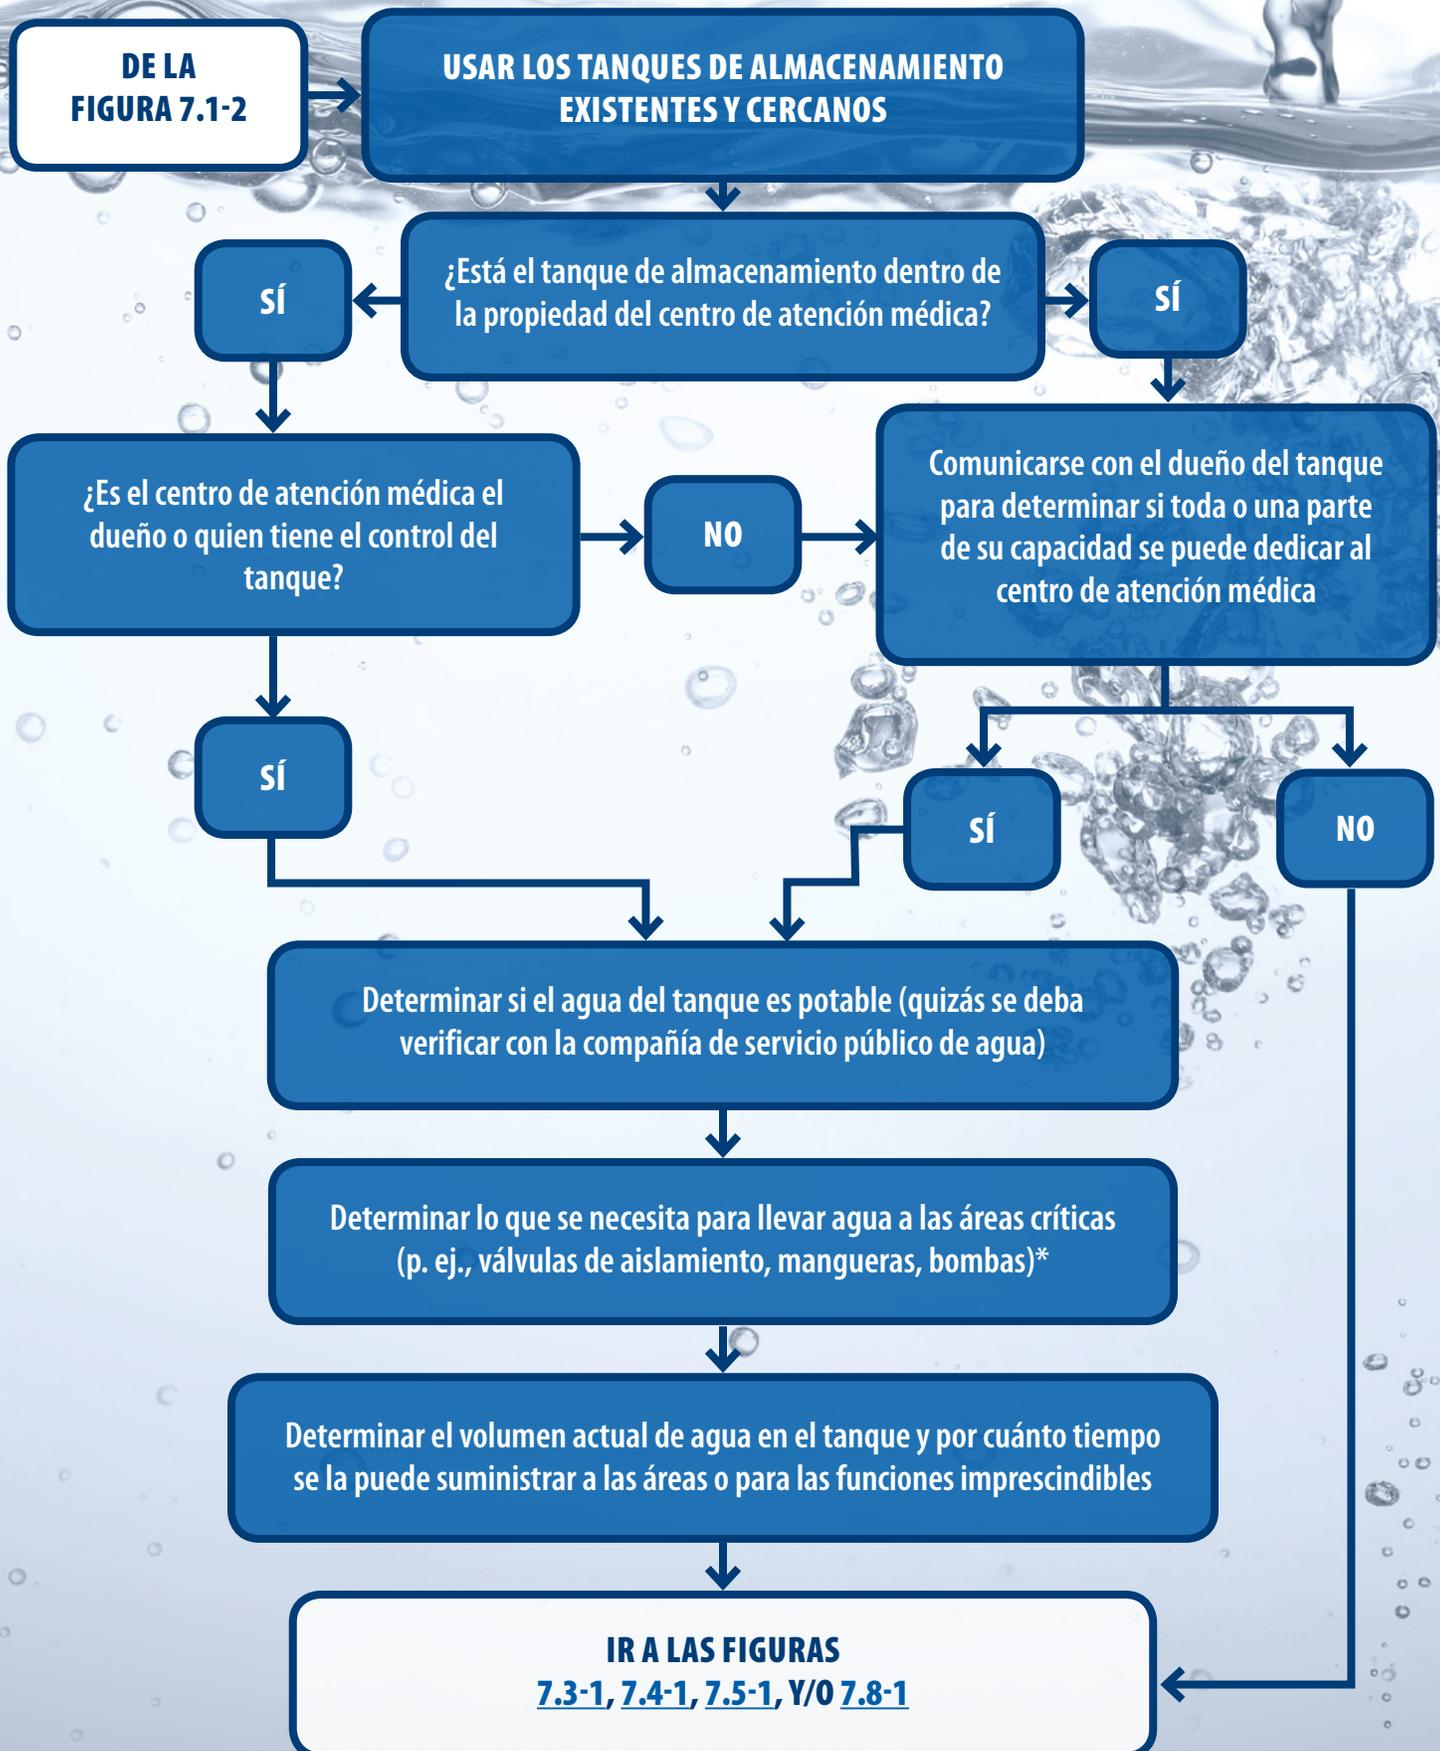 DE LA
FIGURA 7.1-2
USAR LOS TANQUES DE ALMACENAMIENTO
EXISTENTES Y CERCANOS
¿Está el tanque de almacenamiento dentro de
la propiedad del centro de atención médica?
SÍ
SÍ
¿Es el centro de atención médica el
dueño o quien tiene el control del
tanque?
NO
Comunicarse con el dueño del tanque
para determinar si toda o una parte
de su capacidad se puede dedicar al
centro de atención médica
SÍ
SÍ
NO
Determinar si el agua del tanque es potable (quizás se deba
verificar con la compañía de servicio público de agua)
Determinar lo que se necesita para llevar agua a las áreas críticas
(p. ej., válvulas de aislamiento, mangueras, bombas)*
Determinar el volumen actual de agua en el tanque y por cuánto tiempo
se la puede suministrar a las áreas o para las funciones imprescindibles
IR A LAS FIGURAS
7.3-1, 7.4-1, 7.5-1, Y/O 7.8-1